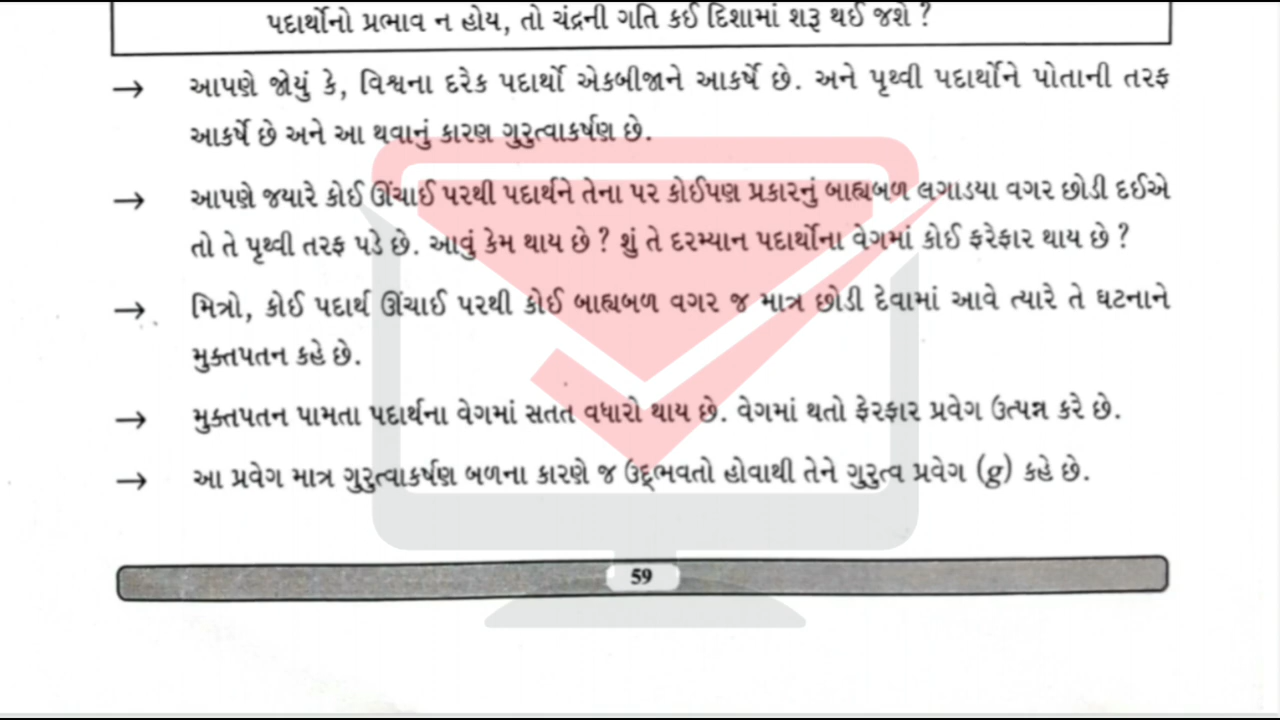 પદાર્થોનો પ્રભાવ ન હોય, તો ચંદ્રની ગતિ કઈ દિશામાં શરૂ થઈ જશે ?
→ આપણે જોયું કે, વિશ્વના દરેક પદાર્થો એકબીજાને આકર્ષે છે. અને પૃથ્વી પદાર્થોને પોતાની તરફ
આકર્ષે છે અને આ થવાનું કારણ ગુરુત્વાકર્ષણ છે.
→ આપણે જયારે કોઈ ઊંચાઈ પરથી પદાર્થને તેના પર કોઈપણ પ્રકારનું બાહ્યબળ લગાડયા વગર છોડી દઈએ
તો તે પૃથ્વી તરફ પડે છે. આવું કેમ થાય છે ? શું તે દરમ્યાન પદાર્થોના વેગમાં કોઈ ફરેફાર થાય છે ?
→ મિત્રો, કોઈ પદાર્થ ઊંચાઈ પરથી કોઈ બાહ્યબળ વગર જ માત્ર છોડી દેવામાં આવે ત્યારે તે ઘટનાને
મુક્તપતન કહે છે.
→ મુક્તપતન પામતા પદાર્થના વેગમાં સતત વધારો થાય છે. વેગમાં થતો ફેરફાર પ્રવેગ ઉત્પન્ન કરે છે.
→ આ પ્રવેગ માત્ર ગુરુત્વાકર્ષણ બળના કારણે જ ઉદ્દભવતો હોવાથી તેને ગુરુત્વ પ્રવેગ (g) કહે છે.
59